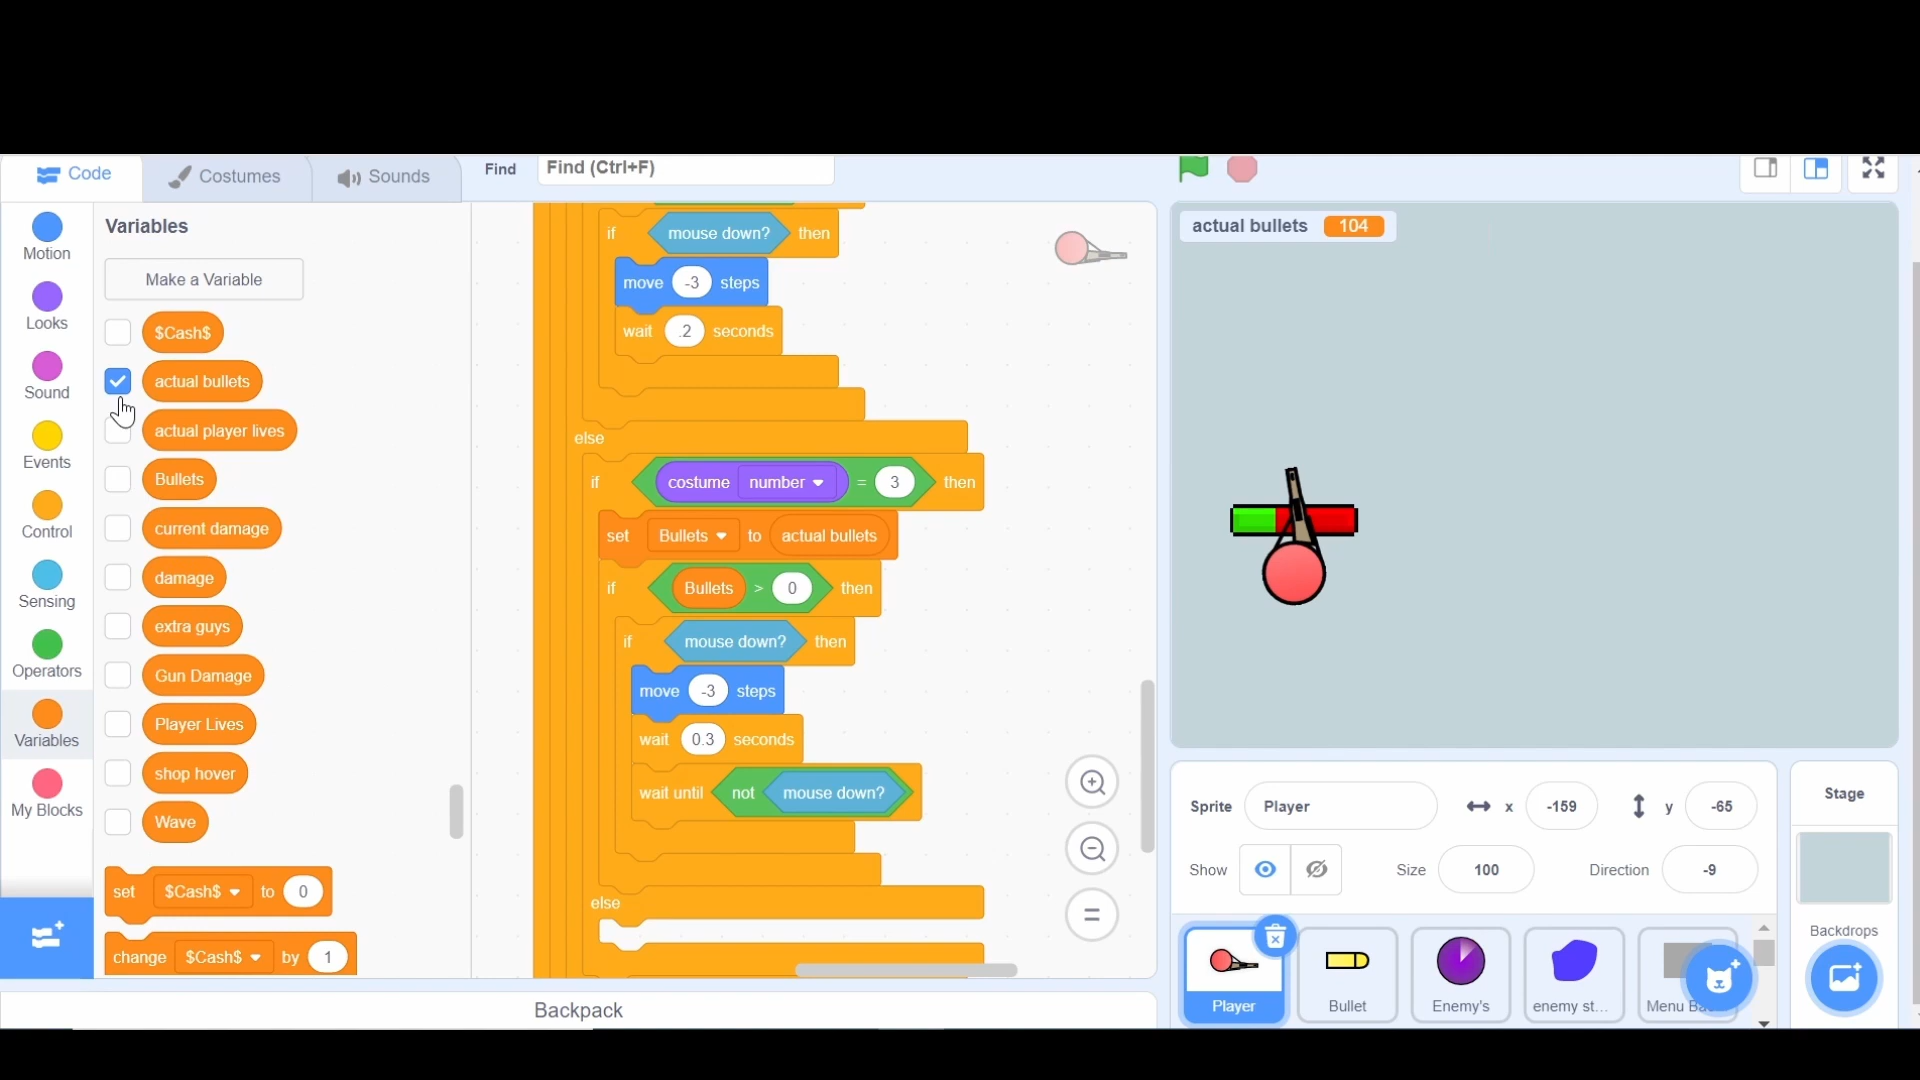 Code
Costumes
Sounds
Find
Find (Ctrl+F)
Motion
Looks
Sound
Events
Control
Sensing
Operators
Variables
My Blocks
Variables
Make a Variable
$Cash$
actual bullets
actual player lives
Bullets
current damage
damage
extra guys
Gun Damage
Player Lives
shop hover
Wave
set $Cash$ to 0
change $Cash$ by 1
if mouse down? then
move -3 steps
wait .2 seconds
else
if costume number = 3 then
set Bullets to actual bullets
if Bullets > 0 then
if mouse down? then
move -3 steps
wait 0.3 seconds
wait until not mouse down?
else
Backpack
actual bullets 104
Sprite Player x -159 y -65
Show Size 100 Direction -9
Player
Bullet
Enemy's
enemy st...
Stage
Backdrops